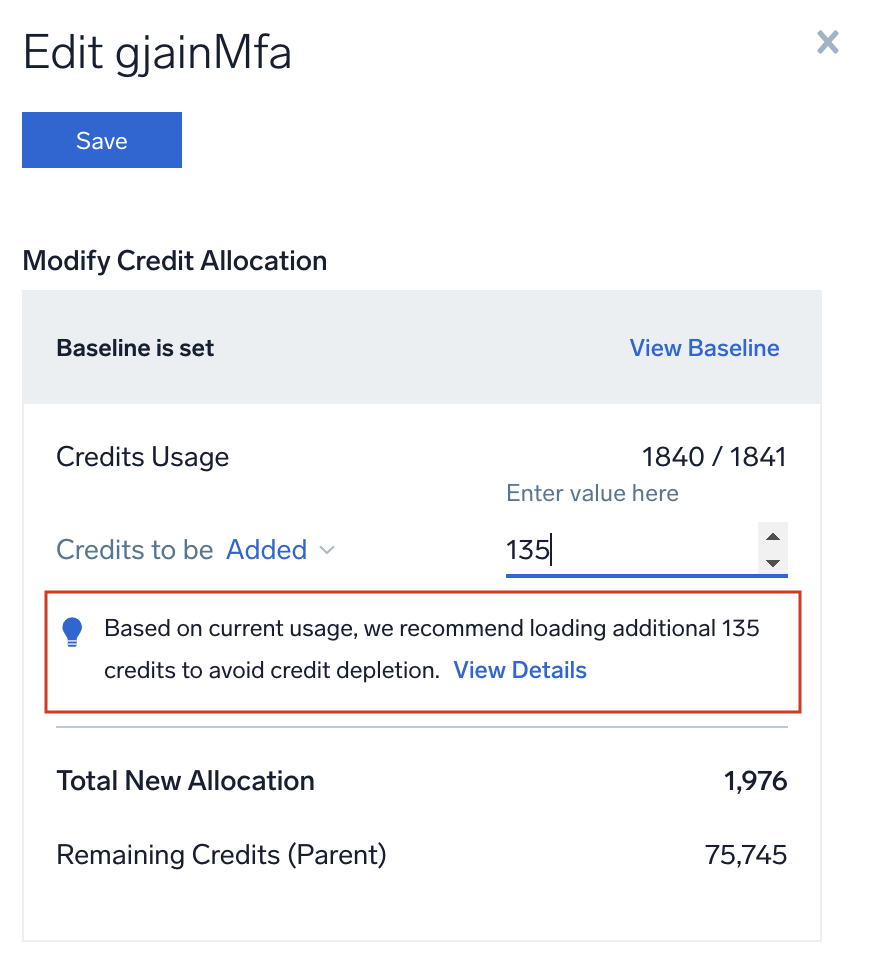 Edit gjainMfa
Save
Modify Credit Allocation
Baseline is set View Baseline
Credits Usage 1840 / 1841
Enter value here
Credits to be Added 135
Based on current usage, we recommend loading additional 135
credits to avoid credit depletion. View Details
Total New Allocation 1,976
Remaining Credits (Parent) 75,745